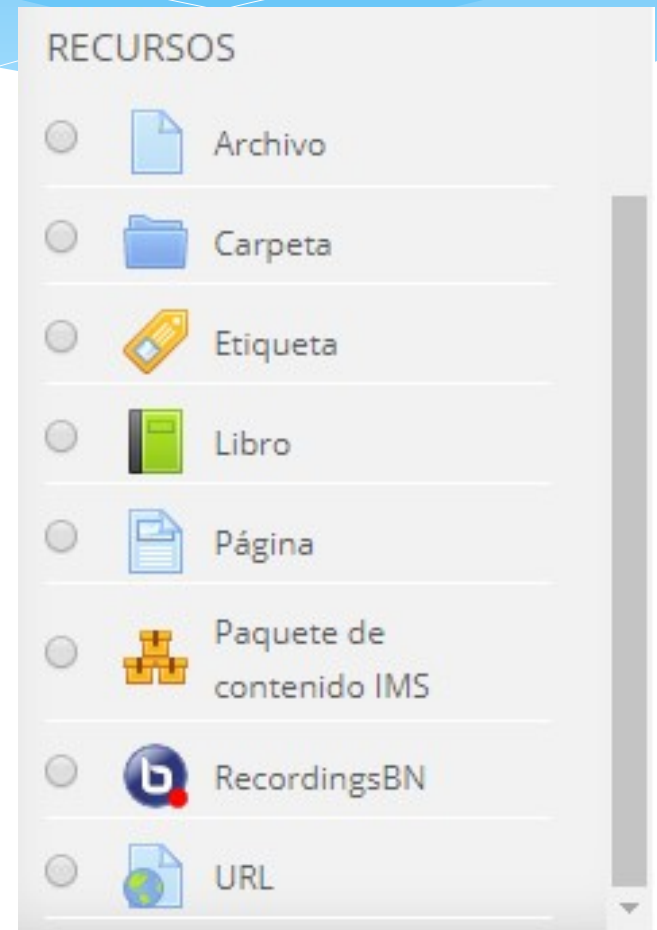 RECURSOS
Archivo
Carpeta
Etiqueta
Libro
Página
Paquete de
contenido IMS
RecordingsBN
URL